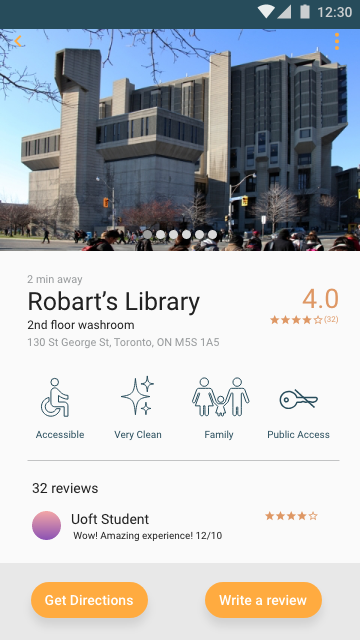 12:30
2 min away
Robart’s Library
4.0
2nd floor washroom
(32)
130 St George St, Toronto, ON M5S 1A5
Accessible
Very Clean
Family
Public Access
32 reviews
Uoft Student
Wow! Amazing experience! 12/10
Get Directions
Write a review